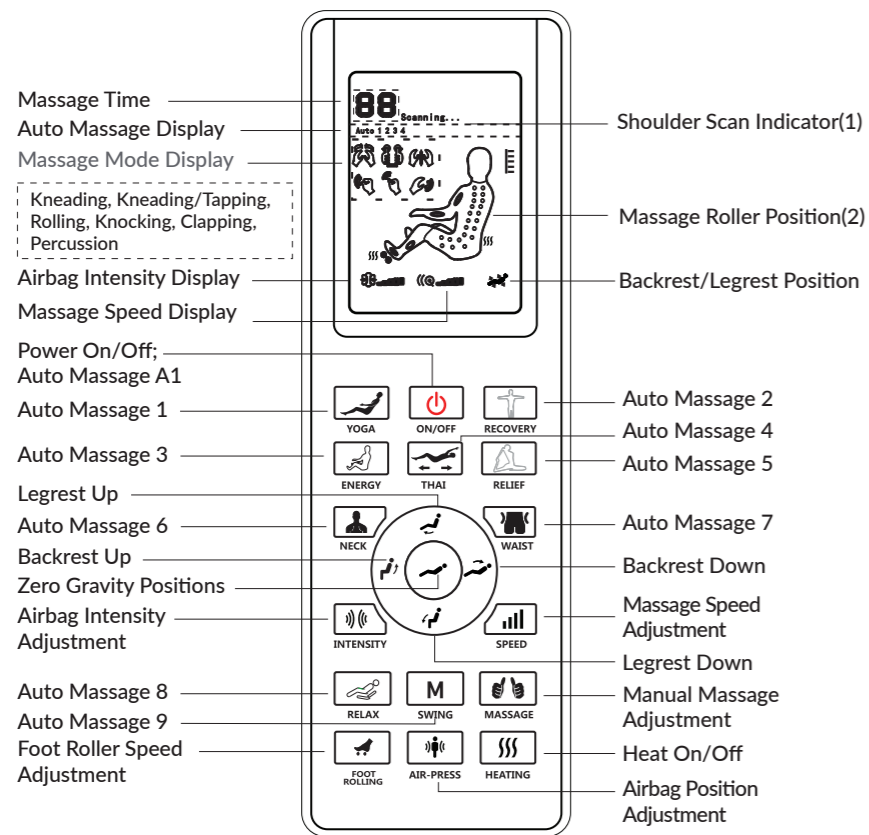 Massage Time
Auto Massage Display
Massage Mode Display
Kneading, Kneading/Tapping,
Rolling, Knocking, Clapping,
Percussion
Airbag Intensity Display
Massage Speed Display
Power On/Off;
Auto Massage A1
Auto Massage 1
Auto Massage 3
Legrest Up
Auto Massage 6
Backrest Up
Zero Gravity Positions
Airbag Intensity
Adjustment
Auto Massage 8
Auto Massage 9
Foot Roller Speed
Adjustment
88
Scanning...
Auto 1 2 3 4
YOGA
ON/OFF
RECOVERY
ENERGY
THAI
RELIEF
NECK
WAIST
INTENSITY
SPEED
RELAX
M
SWING
MASSAGE
FOOT
ROLLING
AIR-PRESS
HEATING
Shoulder Scan Indicator(1)
Massage Roller Position(2)
Backrest/Legrest Position
Auto Massage 2
Auto Massage 4
Auto Massage 5
Auto Massage 7
Backrest Down
Massage Speed
Adjustment
Legrest Down
Manual Massage
Adjustment
Heat On/Off
Airbag Position
Adjustment